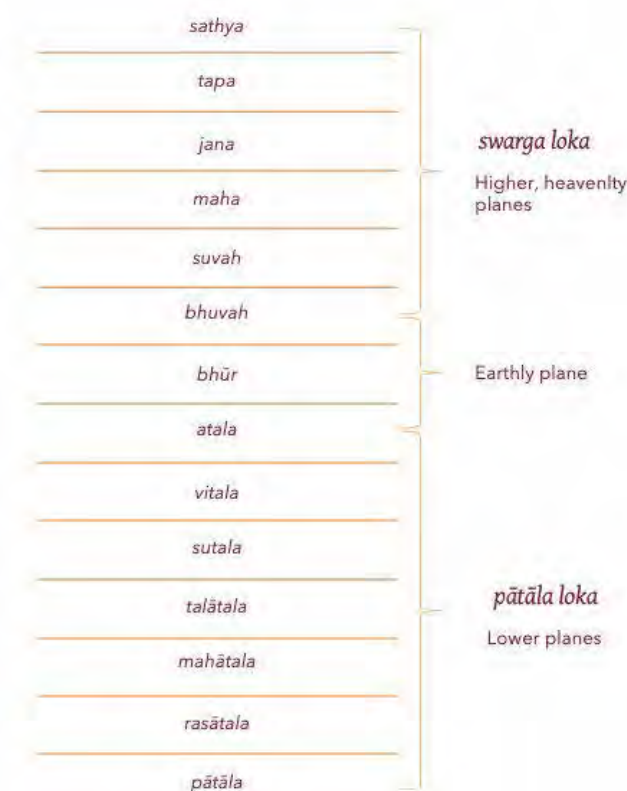 sathya
tapa
jana
swarga loka
maha
Higher, heavenlty
planes
suvah
bhuvah
bhūr
Earthly plane
atala
vitala
sutala
talātala
pātāla loka
mahātala
Lower planes
rasātala
pātāla